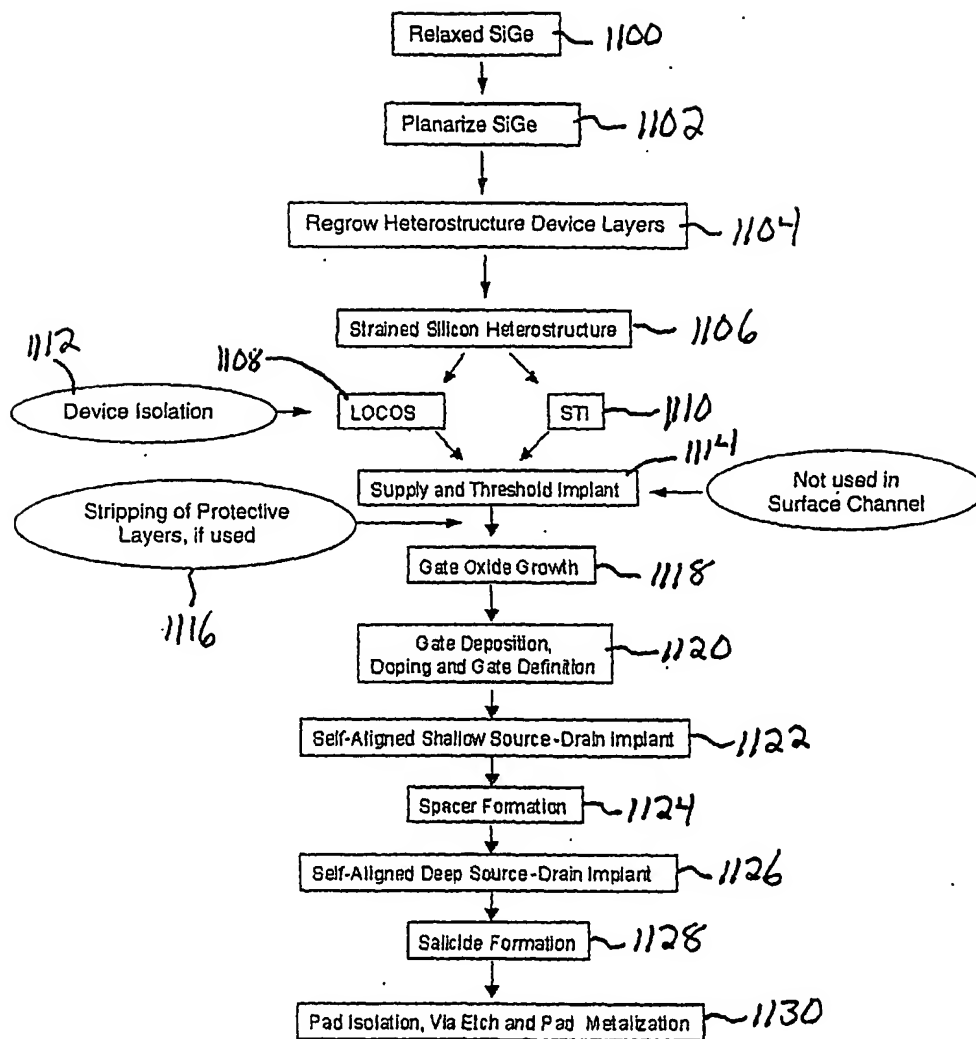 Relaxed SiGe 1100
Planarize SiGe 1102
Regrow Heterostructure Device Layers 1104
Strained Silicon Heterostructure 1106
1112
Device Isolation
1108
LOCOS
STI 1110
1114
Supply and Threshold Implant
Not used in
Surface Channel
Stripping of Protective
Layers, if used
1116
Gate Oxide Growth 1118
Gate Deposition,
Doping and Gate Definition
1120
Self-Aligned Shallow Source-Drain Implant 1122
Spacer Formation 1124
Self-Aligned Deep Source-Drain Implant 1126
Salicide Formation 1128
Pad Isolation, Via Etch and Pad Metalization 1130